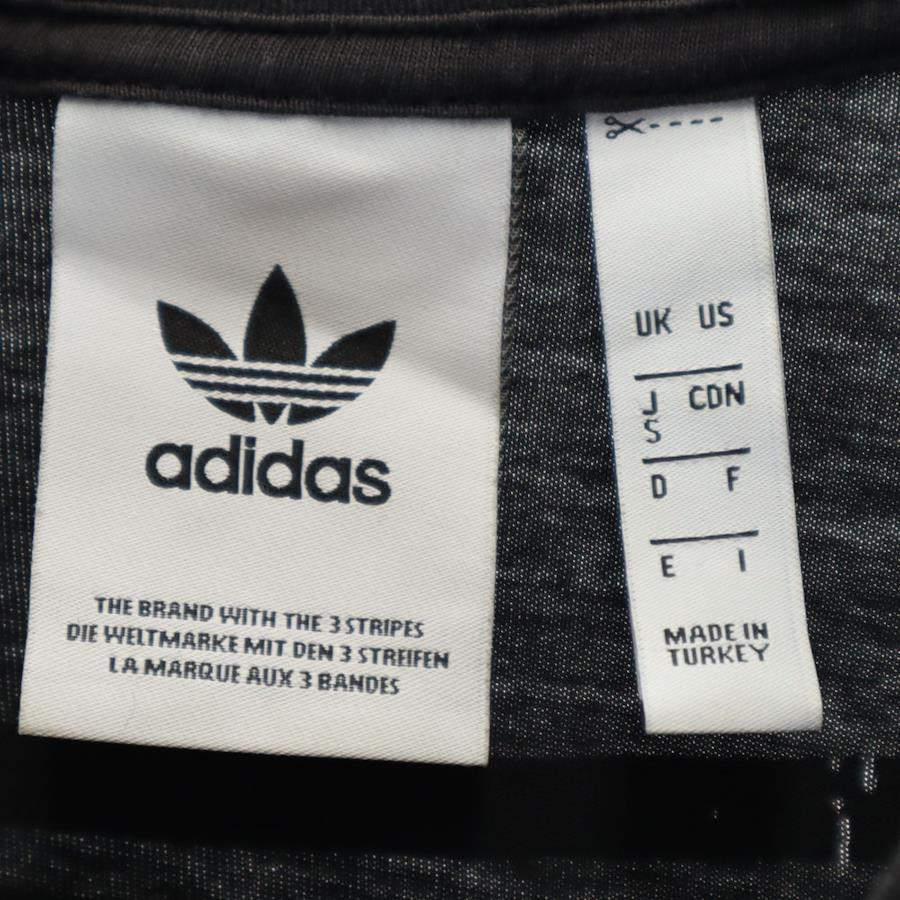 adidas
THE BRAND WITH THE 3 STRIPES
DIE WELTMARKE MIT DEN 3 STREIFEN
LA MARQUE AUX 3 BANDES
UK US
J CDN
S
D F
E I
MADE IN
TURKEY